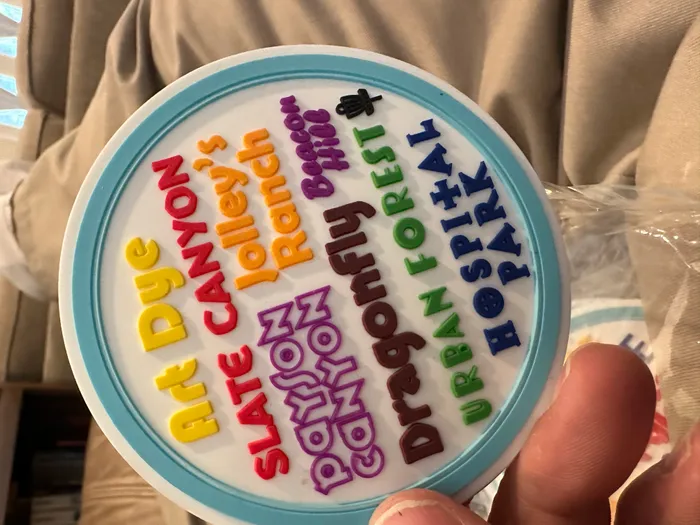 Art Dye
SLATE CANYON
Jolley's
Ranch
PAYSON
CANYON
Beacon
Hill
Dragonfly
URBAN FOREST
HOSPITAL
PARK